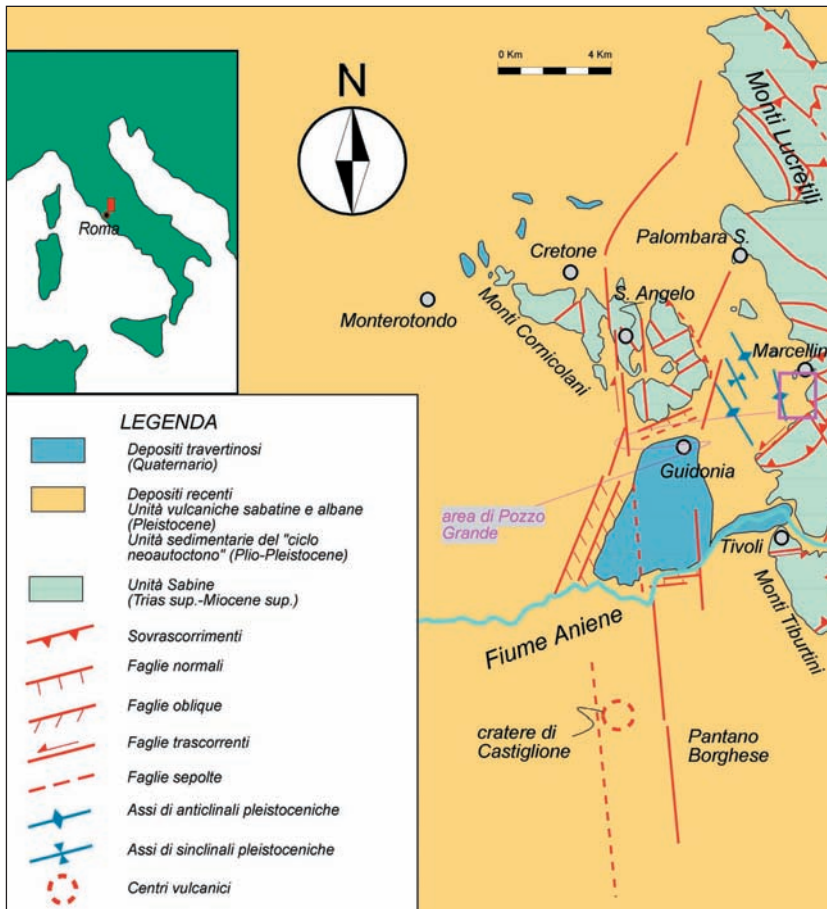 Roma
N
0 Km
4 Km
Monti Lucretili
Palombara S.
Cretone
S. Angelo
Monterotondo
Monti Cornicolani
Marcellin
Guidonia
area di Pozzo
Grande
Tivoli
Monti Tiburtini
Fiume Aniene
cratere di
Castiglione
Pantano
Borghese
LEGENDA
Depositi travertinosi
(Quaternario)
Depositi recenti
Unità vulcaniche sabatine e albane
(Pleistocene)
Unità sedimentarie del "ciclo
neoautoctono" (Plio-Pleistocene)
Unità Sabine
(Trias sup.-Miocene sup.)
Sovrascorrimenti
Faglie normali
Faglie oblique
Faglie trascorrenti
Faglie sepolte
Assi di anticlinali pleistoceniche
Assi di sinclinali pleistoceniche
Centri vulcanici